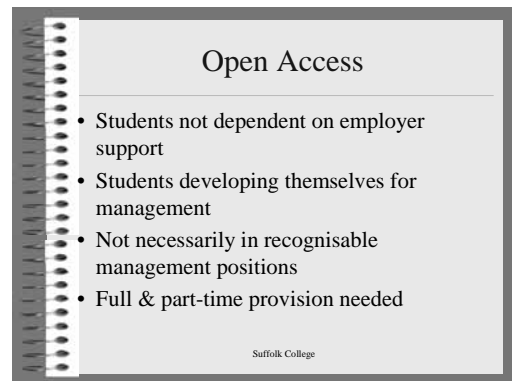 Open Access
• Students not dependent on employer
support
• Students developing themselves for
management
• Not necessarily in recognisable
management positions
• Full & part-time provision needed
Suffolk College